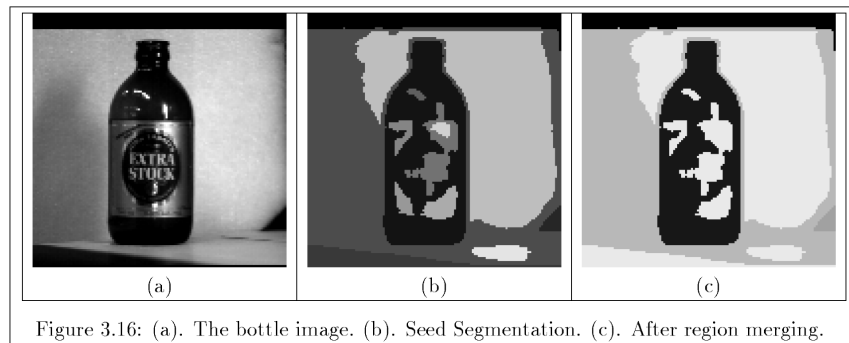 EXTRA
STOCK
(a)
(b)
(c)
Figure 3.16: (a). The bottle image. (b). Seed Segmentation. (c). After region merging.